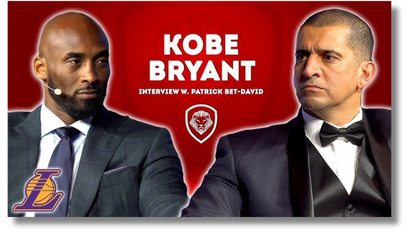 KOBE
BRYANT
INTERVIEW W. PATRICK BET-DAVID
L